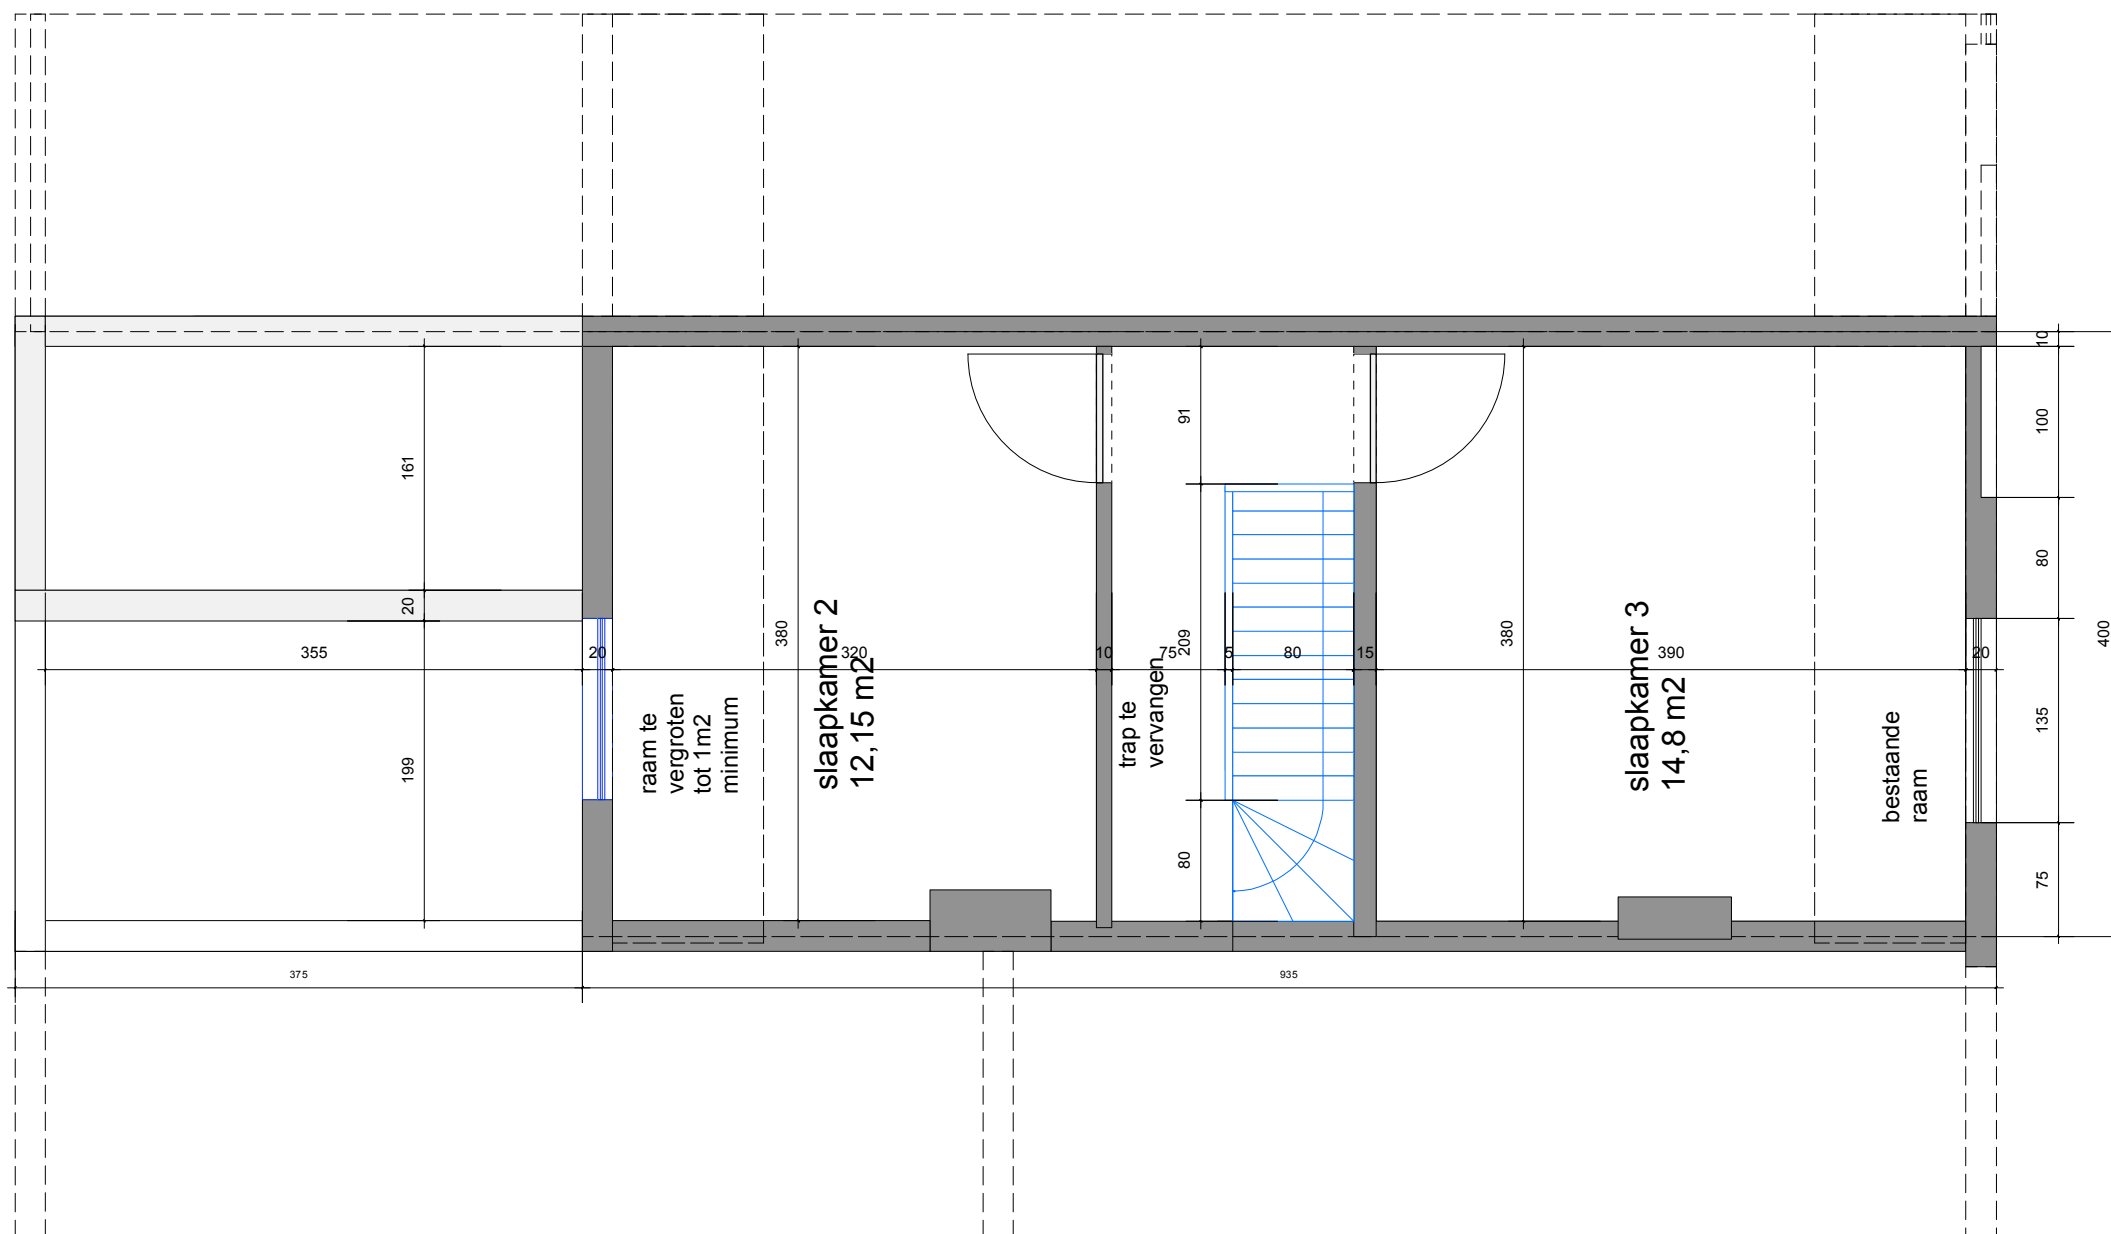 slaapkamer 2
12,15 m2
slaapkamer 3
14,8 m2
raam te
vergroten
tot 1m2
minimum
trap te
vervangen
bestaande
raam
355
20
320
10
75
5
80
15
390
20
161
20
199
380
91
209
80
380
10
100
80
135
75
400
375
935